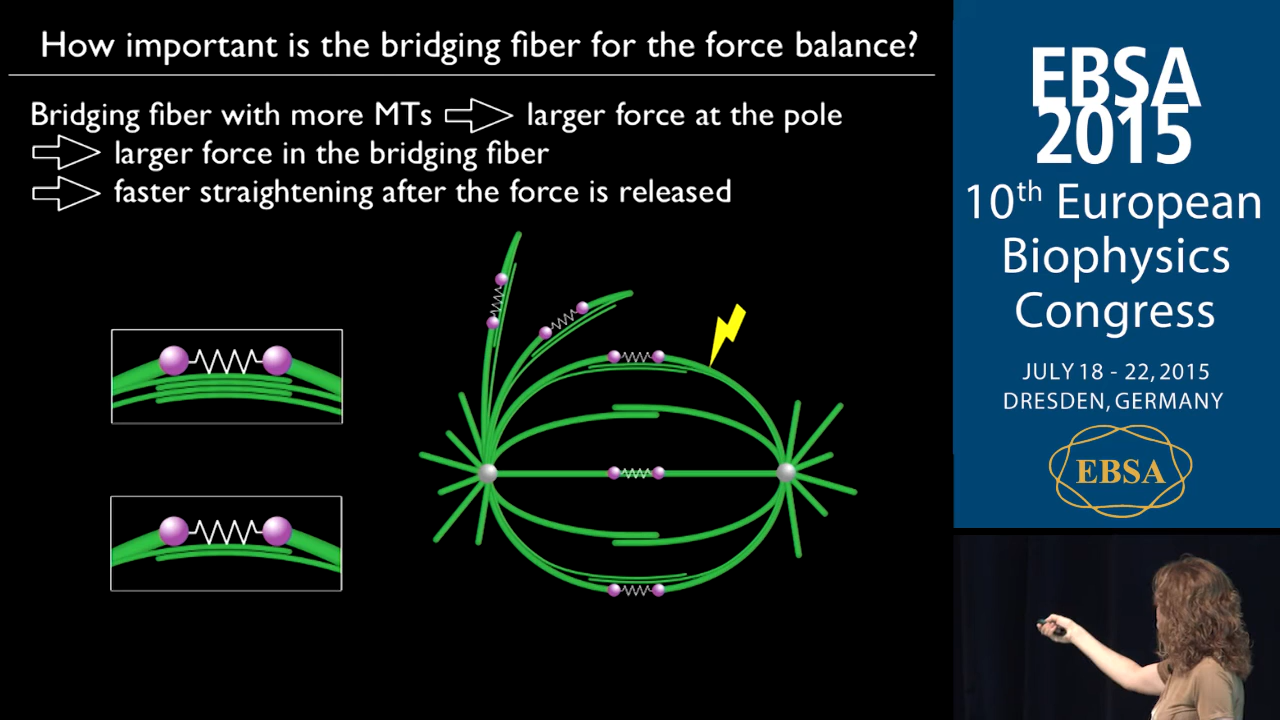 How important is the bridging fiber for the force balance?
Bridging fiber with more MTs larger force at the pole
larger force in the bridging fiber
faster straightening after the force is released
EBSA
2015
10th European
Biophysics
Congress
JULY 18 - 22, 2015
DRESDEN, GERMANY
EBSA